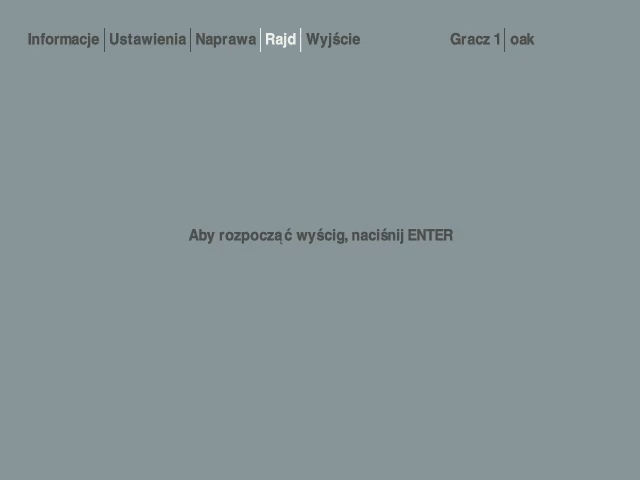 Informacje Ustawienia Naprawa Rajd Wyjście Gracz 1 oak
Aby rozpocząć wyścig, naciśnij ENTER